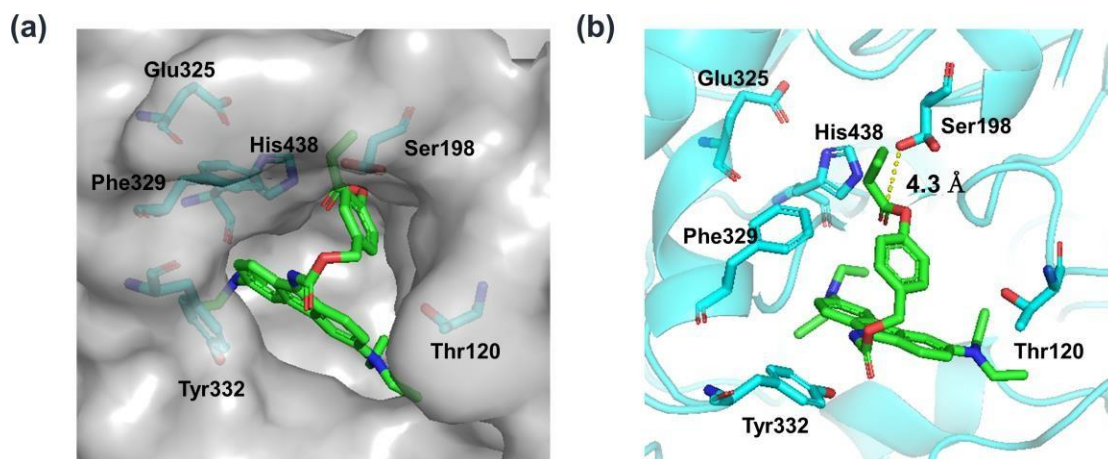 (a)
Glu325
His438
Ser198
Phe329
Thr120
Tyr332
(b)
Glu325
His438
Ser198
4.3 Å
Phe329
Thr120
Tyr332